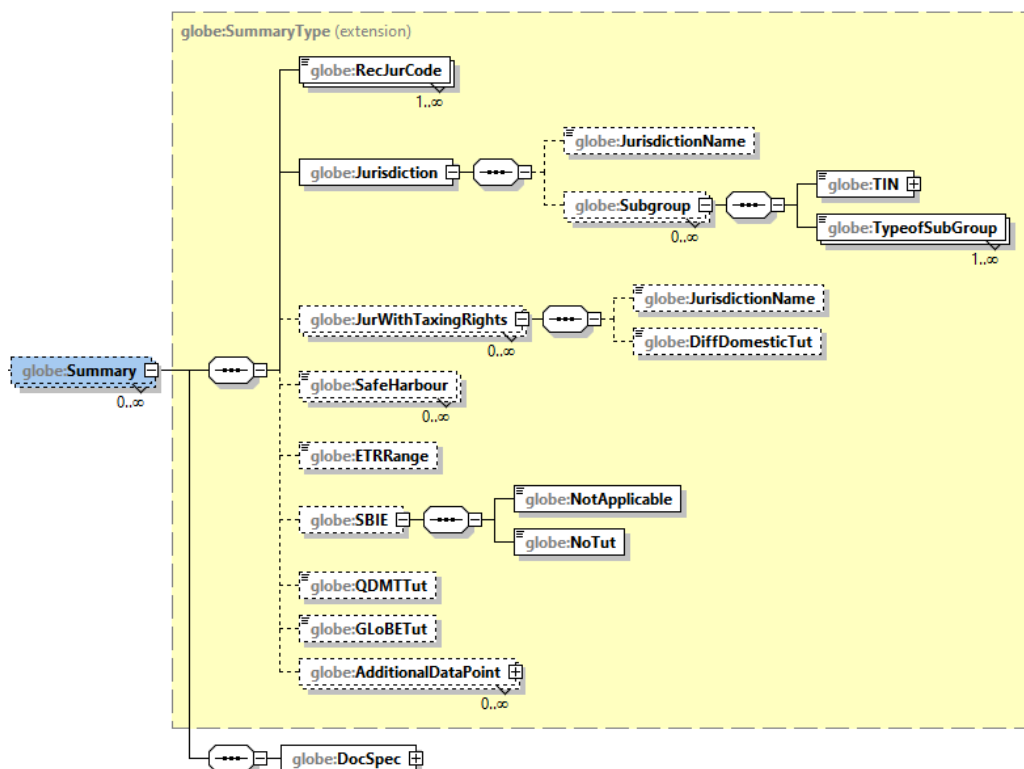 globe:SummaryType (extension)
globe:RecJurCode
1..∞
globe:JurisdictionName
globe:Jurisdiction
globe:TIN
globe:Subgroup
0..∞
globe:TypeofSubGroup
1..∞
globe:JurisdictionName
globe:JurWithTaxingRights
0..∞
globe:DiffDomesticTut
globe:Summary
0..∞
globe:SafeHarbour
0..∞
globe:ETRRange
globe:NotApplicable
globe:SBIE
globe:NoTut
globe:QDMTTut
globe:GLoBETut
globe:AdditionalDataPoint
0..∞
globe:DocSpec